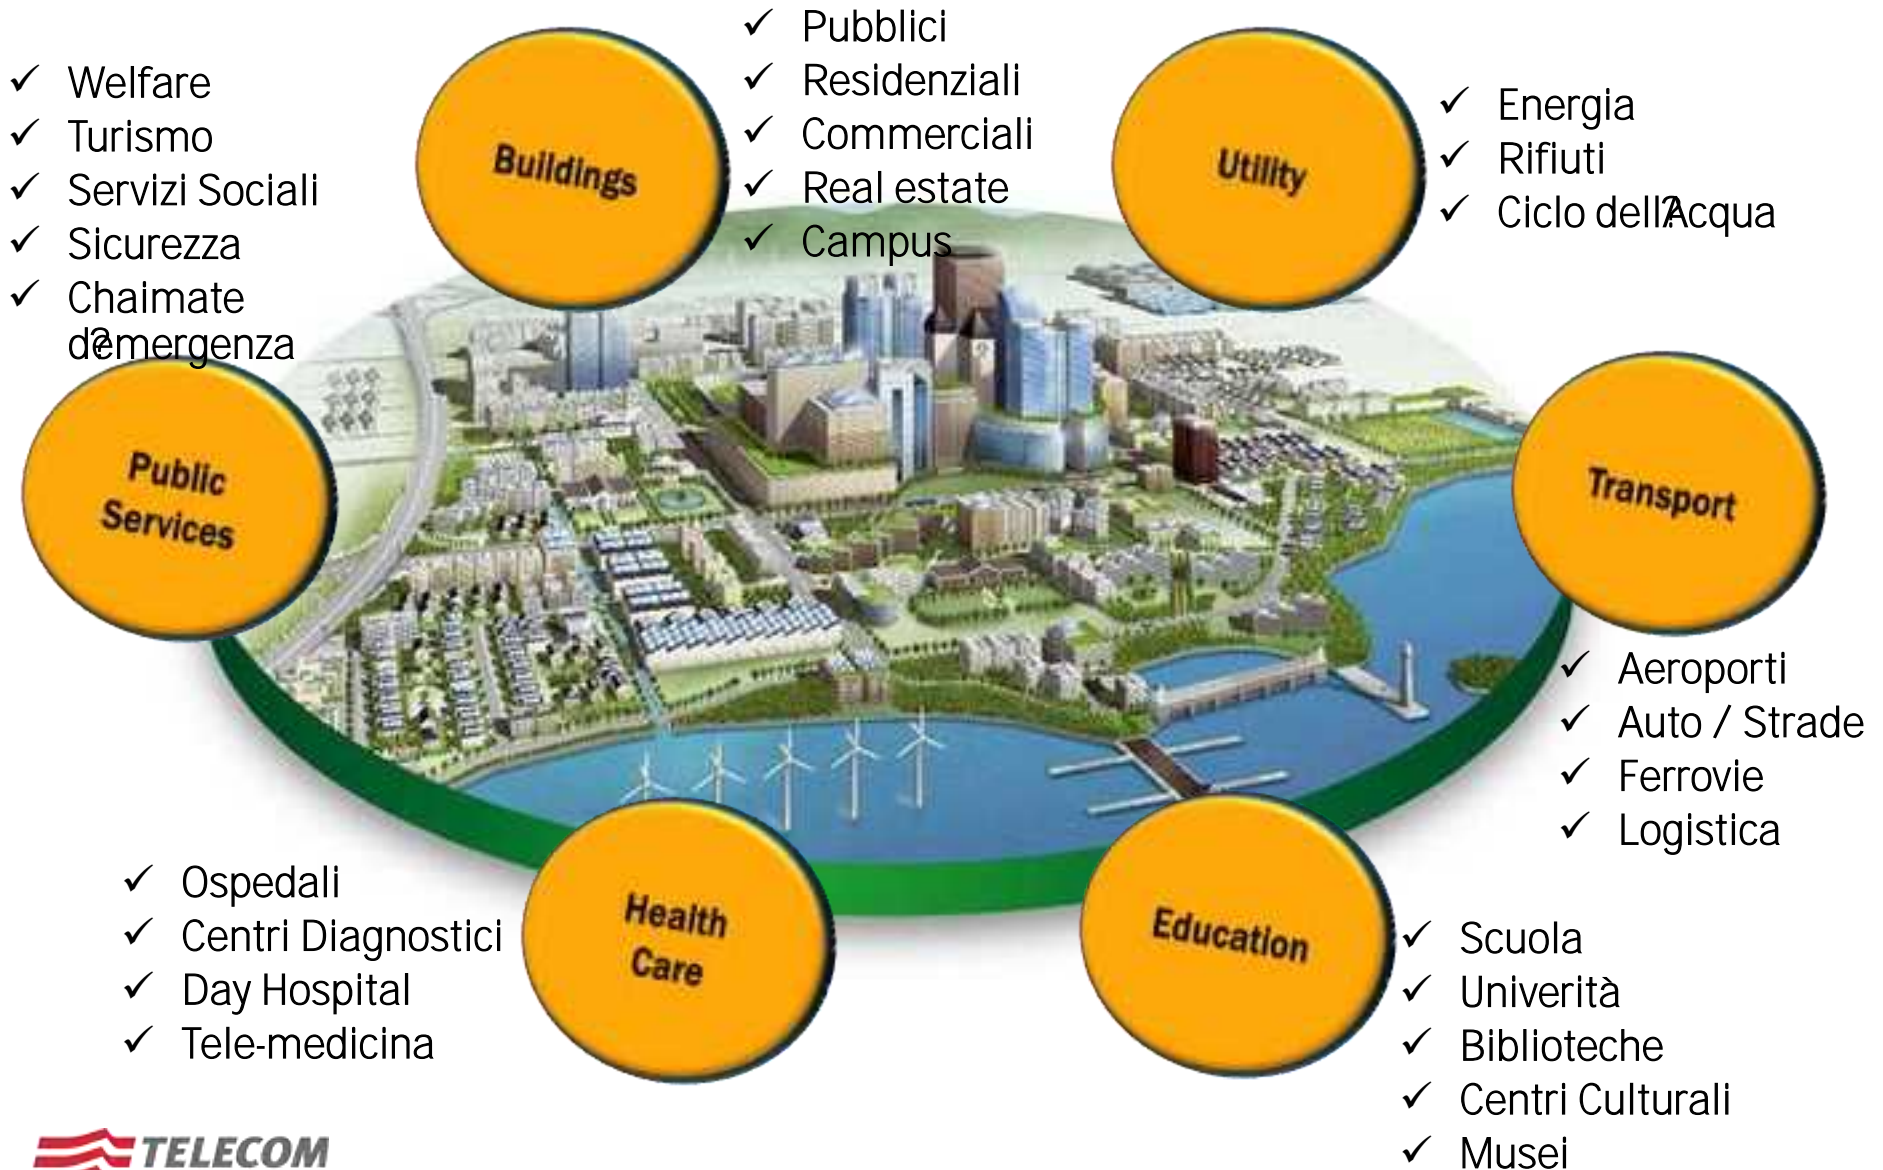 ✓ Welfare
✓ Turismo
✓ Servizi Sociali
✓ Sicurezza
✓ Chaimate
d?emergenza
Public
Services
Buildings
✓ Pubblici
✓ Residenziali
✓ Commerciali
✓ Real estate
✓ Campus
Utility
✓ Energia
✓ Rifiuti
✓ Ciclo dell?Acqua
Transport
✓ Aeroporti
✓ Auto / Strade
✓ Ferrovie
✓ Logistica
✓ Ospedali
✓ Centri Diagnostici
✓ Day Hospital
✓ Tele-medicina
Health
Care
Education
✓ Scuola
✓ Univerità
✓ Biblioteche
✓ Centri Culturali
✓ Musei
TELECOM